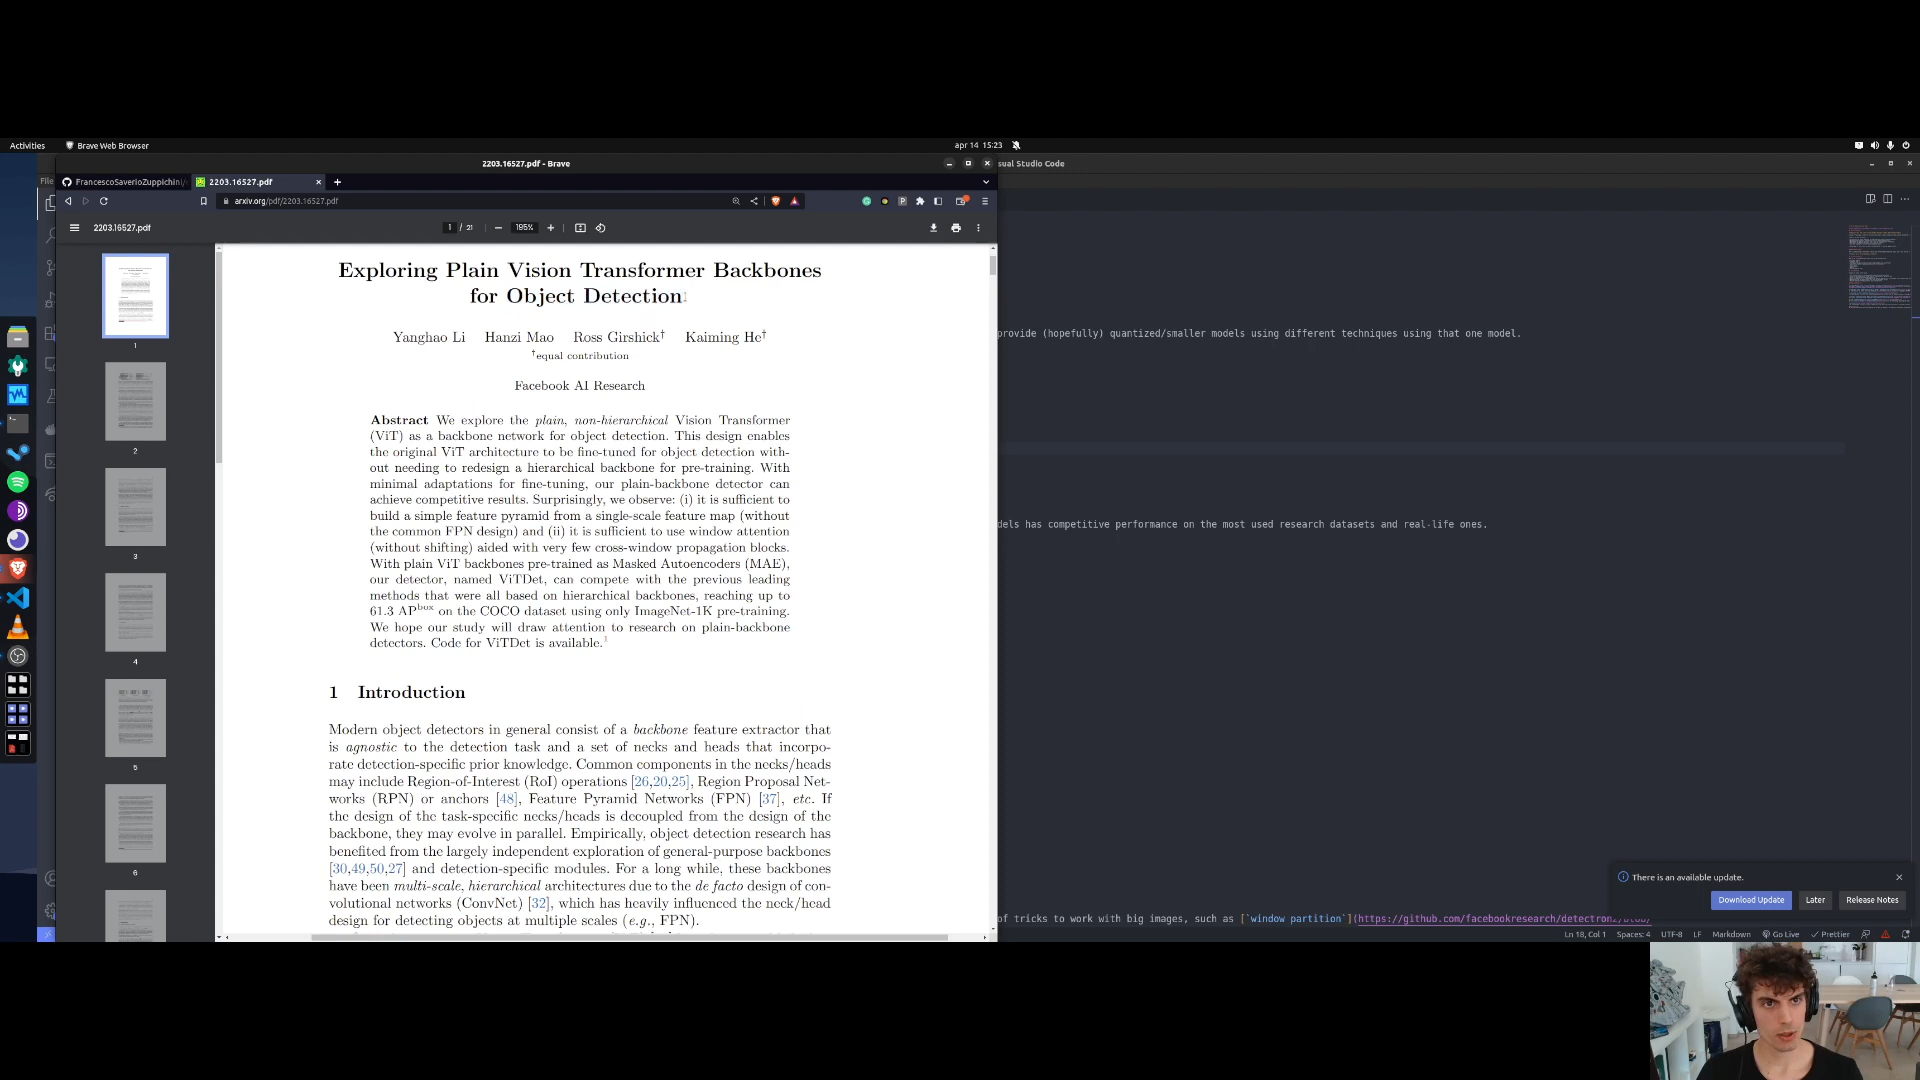 Activities
Brave Web Browser
apr 14 15:23
2203.16527.pdf - Brave
sual Studio Code
File
FrancescoSaverioZuppichini/
2203.16527.pdf
arxiv.org/pdf/2203.16527.pdf
2203.16527.pdf
1 / 21
195%
Exploring Plain Vision Transformer Backbones
for Object Detection
Yanghao Li Hanzi Mao Ross Girshick† Kaiming He†
†equal contribution
Facebook AI Research
Abstract We explore the plain, non-hierarchical Vision Transformer
(ViT) as a backbone network for object detection. This design enables
the original ViT architecture to be fine-tuned for object detection with-
out needing to redesign a hierarchical backbone for pre-training. With
minimal adaptations for fine-tuning, our plain-backbone detector can
achieve competitive results. Surprisingly, we observe: (i) it is sufficient to
build a simple feature pyramid from a single-scale feature map (without
the common FPN design) and (ii) it is sufficient to use window attention
(without shifting) aided with very few cross-window propagation blocks.
With plain ViT backbones pre-trained as Masked Autoencoders (MAE),
our detector, named ViTDet, can compete with the previous leading
methods that were all based on hierarchical backbones, reaching up to
61.3 APbox on the COCO dataset using only ImageNet-1K pre-training.
We hope our study will draw attention to research on plain-backbone
detectors. Code for ViTDet is available.1
1 Introduction
Modern object detectors in general consist of a backbone feature extractor that
is agnostic to the detection task and a set of necks and heads that incorpo-
rate detection-specific prior knowledge. Common components in the necks/heads
may include Region-of-Interest (RoI) operations [26,20,25], Region Proposal Net-
works (RPN) or anchors [48], Feature Pyramid Networks (FPN) [37], etc. If
the design of the task-specific necks/heads is decoupled from the design of the
backbone, they may evolve in parallel. Empirically, object detection research has
benefited from the largely independent exploration of general-purpose backbones
[30,49,50,27] and detection-specific modules. For a long while, these backbones
have been multi-scale, hierarchical architectures due to the de facto design of con-
volutional networks (ConvNet) [32], which has heavily influenced the neck/head
design for detecting objects at multiple scales (e.g., FPN).
1
2
3
4
5
6
provide (hopefully) quantized/smaller models using different techniques using that one model.
dels has competitive performance on the most used research datasets and real-life ones.
There is an available update.
Download Update
Later
Release Notes
of tricks to work with big images, such as [`window partition`](https://github.com/facebookresearch/detectron2/blob/
Ln 18, Col 1
Spaces: 4
UTF-8
LF
Markdown
Go Live
Prettier